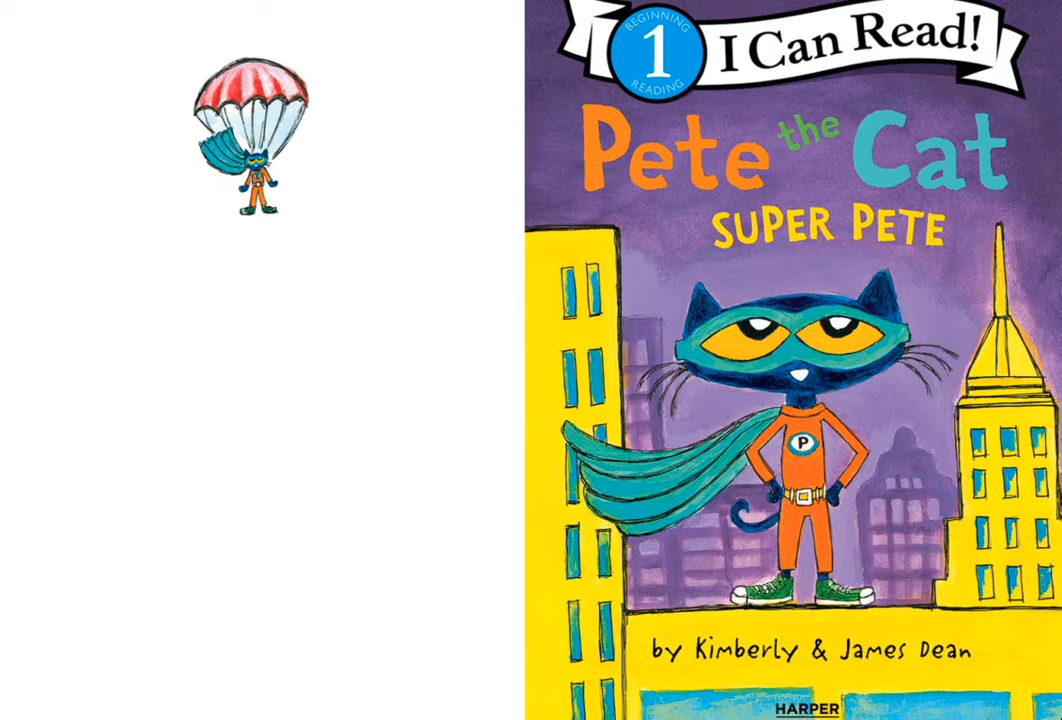 BEGINNING
1
READING
I Can Read!
Pete the Cat
SUPER PETE
P
by Kimberly & James Dean
HARPER